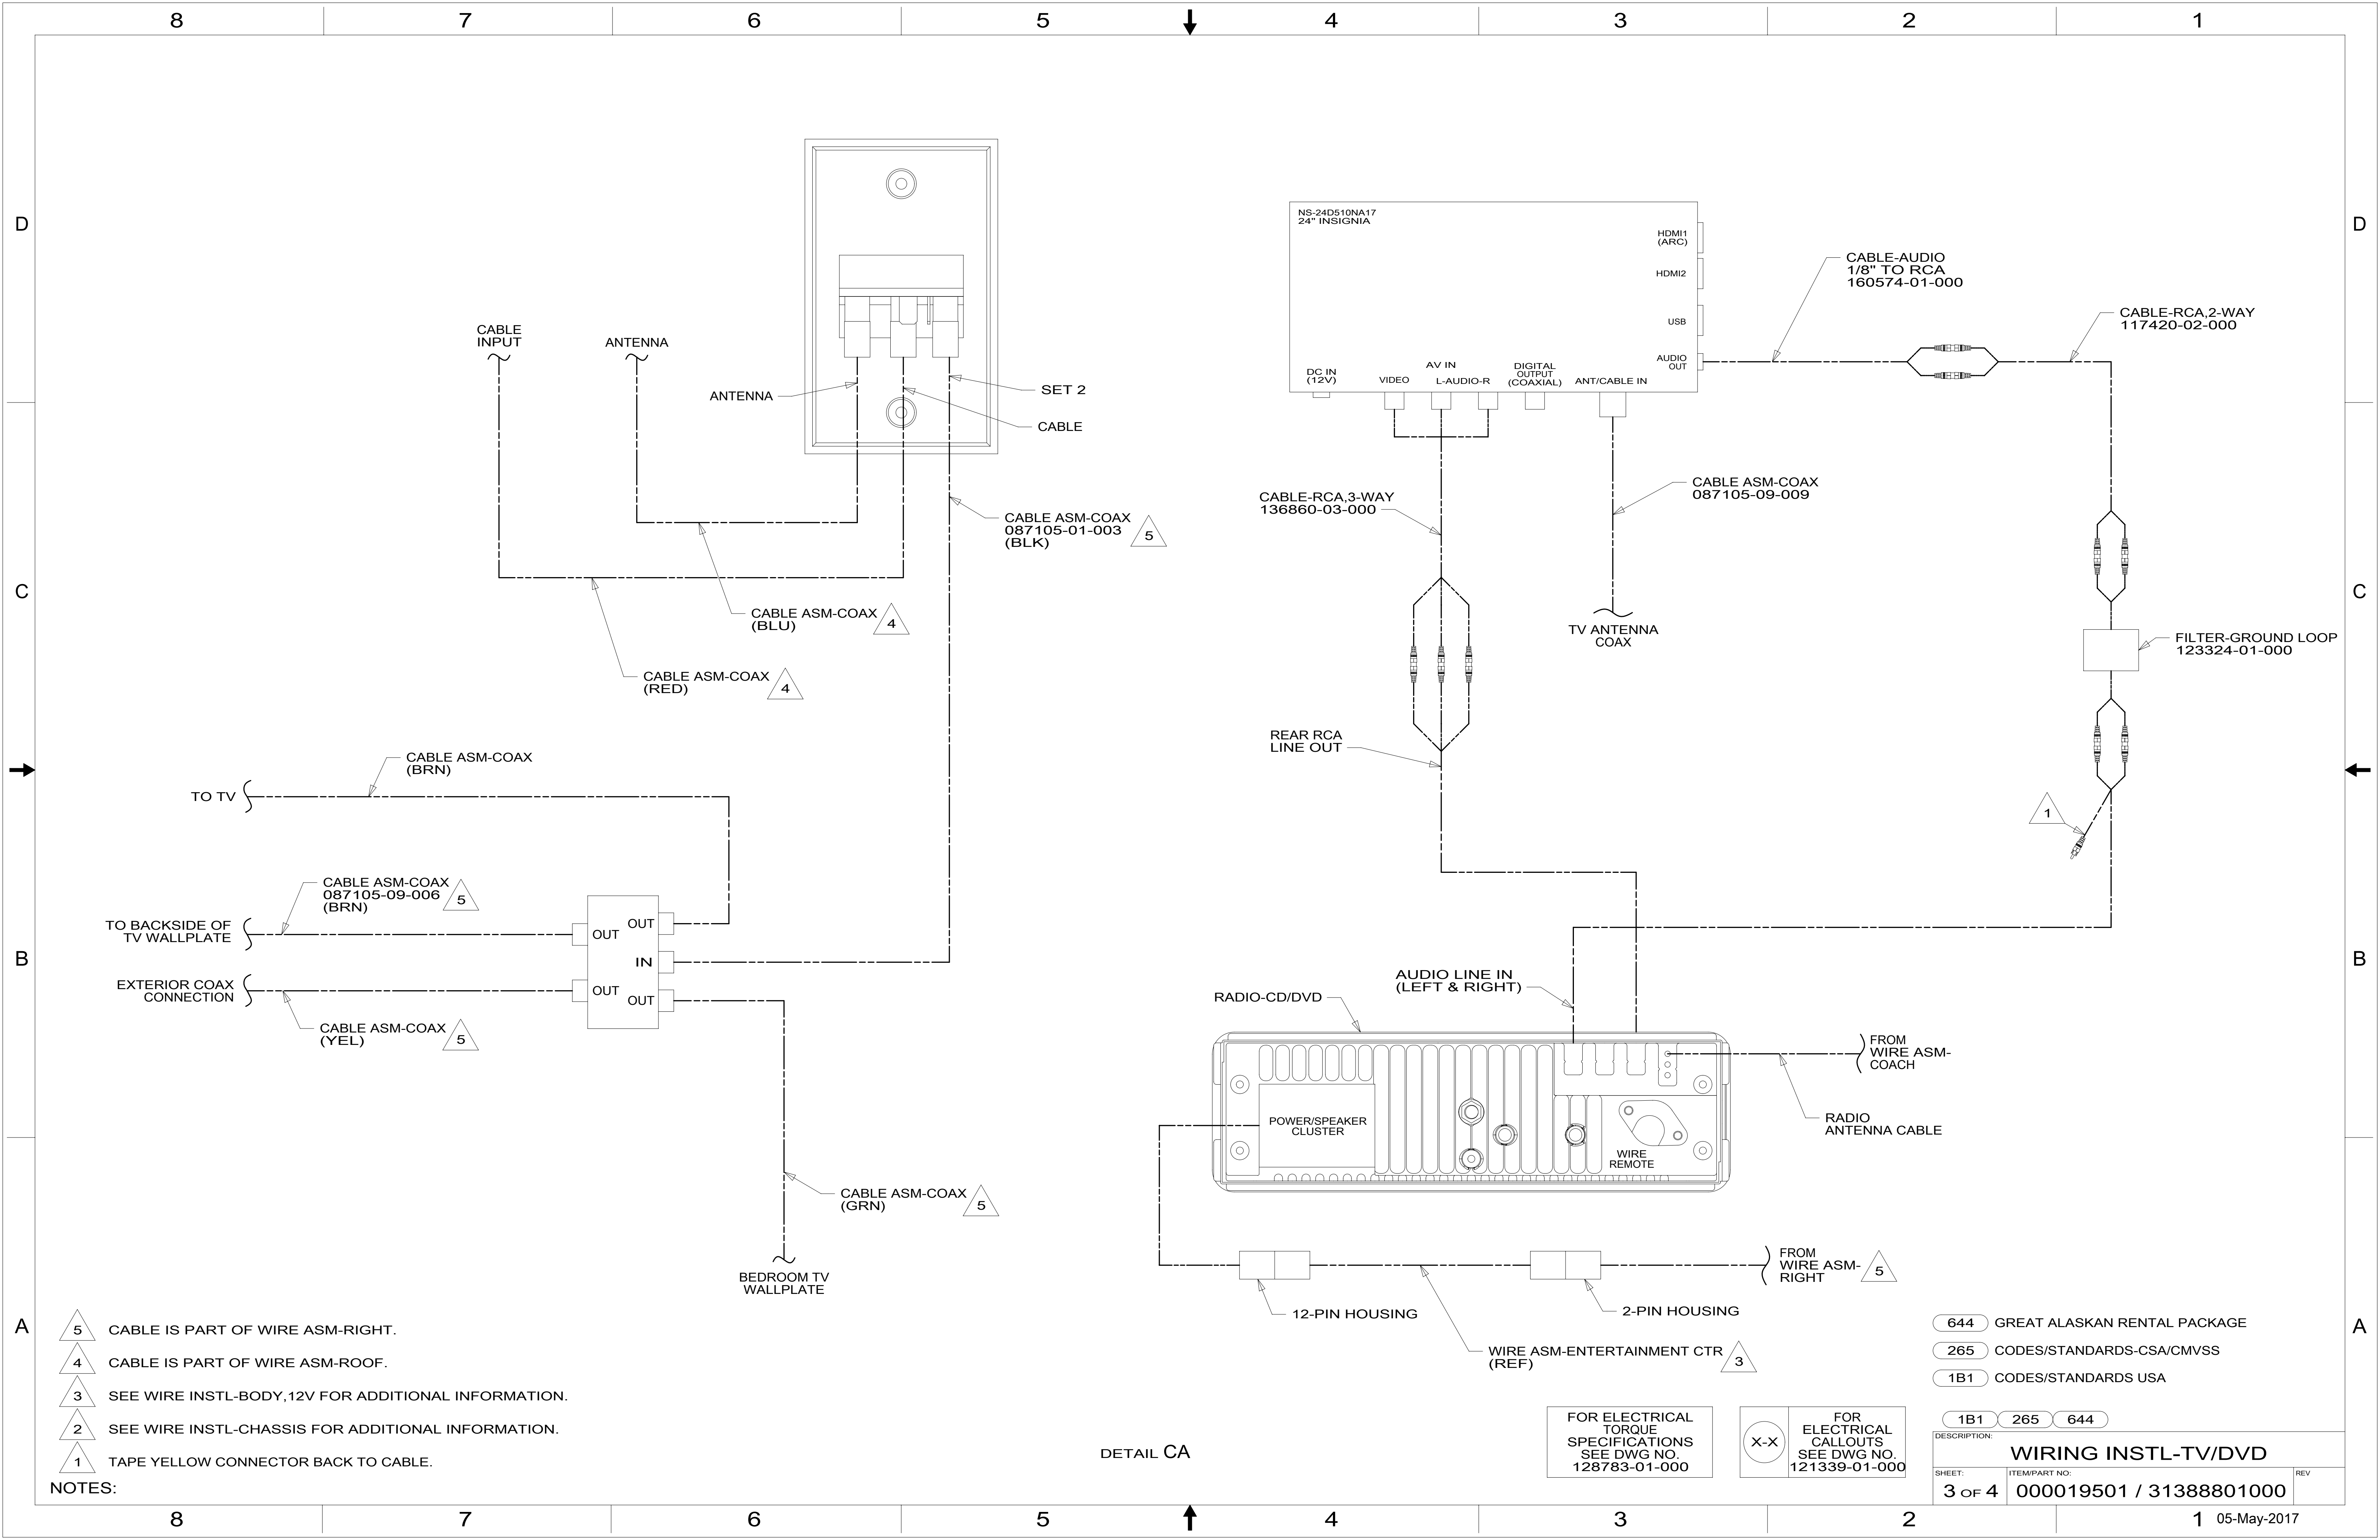 8 7 6 5 4 3 2 1
D
D
NS-24D510NA17
24" INSIGNIA
HDMI1
(ARC)
HDMI2
USB
AUDIO
OUT
DC IN
(12V)
VIDEO
AV IN
L-AUDIO-R
DIGITAL
OUTPUT
(COAXIAL)
ANT/CABLE IN
CABLE-AUDIO
1/8" TO RCA
160574-01-000
CABLE-RCA,2-WAY
117420-02-000
CABLE
INPUT
ANTENNA
ANTENNA
SET 2
CABLE
CABLE ASM-COAX
087105-01-003
(BLK)
5
CABLE-RCA,3-WAY
136860-03-000
CABLE ASM-COAX
087105-09-009
C
C
CABLE ASM-COAX
(BLU)
4
CABLE ASM-COAX
(RED)
4
TV ANTENNA
COAX
FILTER-GROUND LOOP
123324-01-000
REAR RCA
LINE OUT
1
CABLE ASM-COAX
(BRN)
TO TV
CABLE ASM-COAX
087105-09-006
(BRN)
5
TO BACKSIDE OF
TV WALLPLATE
OUT
OUT
IN
OUT
OUT
B
B
EXTERIOR COAX
CONNECTION
CABLE ASM-COAX
(YEL)
5
AUDIO LINE IN
(LEFT & RIGHT)
RADIO-CD/DVD
FROM
WIRE ASM-
COACH
RADIO
ANTENNA CABLE
POWER/SPEAKER
CLUSTER
WIRE
REMOTE
CABLE ASM-COAX
(GRN)
5
BEDROOM TV
WALLPLATE
FROM
WIRE ASM-
RIGHT
5
12-PIN HOUSING
2-PIN HOUSING
WIRE ASM-ENTERTAINMENT CTR
(REF)
3
A
A
5 CABLE IS PART OF WIRE ASM-RIGHT.
4 CABLE IS PART OF WIRE ASM-ROOF.
3 SEE WIRE INSTL-BODY,12V FOR ADDITIONAL INFORMATION.
2 SEE WIRE INSTL-CHASSIS FOR ADDITIONAL INFORMATION.
1 TAPE YELLOW CONNECTOR BACK TO CABLE.
NOTES:
DETAIL CA
FOR ELECTRICAL
TORQUE
SPECIFICATIONS
SEE DWG NO.
128783-01-000
X-X
FOR
ELECTRICAL
CALLOUTS
SEE DWG NO.
121339-01-000
644 GREAT ALASKAN RENTAL PACKAGE
265 CODES/STANDARDS-CSA/CMVSS
1B1 CODES/STANDARDS USA
1B1 265 644
DESCRIPTION:
WIRING INSTL-TV/DVD
SHEET:
3 OF 4
ITEM/PART NO:
000019501 / 31388801000
REV
8 7 6 5 4 3 2 1
05-May-2017